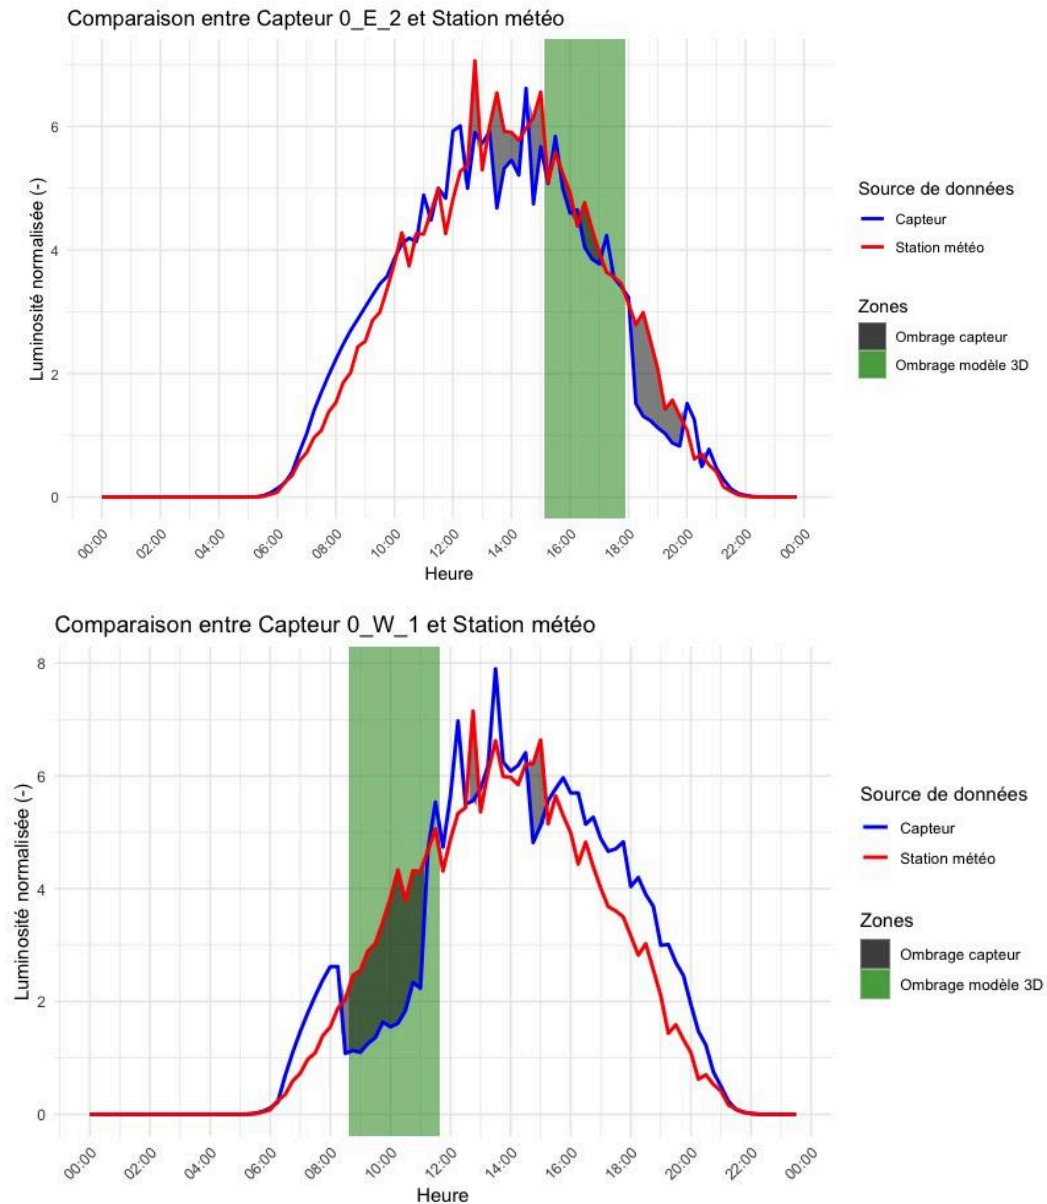 Comparaison entre Capteur 0_E_2 et Station météo
Luminosité normalisée (-)
6
4
2
0
00:00 02:00 04:00 06:00 08:00 10:00 12:00 14:00 16:00 18:00 20:00 22:00 00:00
Heure
Source de données
Capteur
Station météo
Zones
Ombrage capteur
Ombrage modèle 3D
Comparaison entre Capteur 0_W_1 et Station météo
Luminosité normalisée (-)
8
6
4
2
0
00:00 02:00 04:00 06:00 08:00 10:00 12:00 14:00 16:00 18:00 20:00 22:00 00:00
Heure
Source de données
Capteur
Station météo
Zones
Ombrage capteur
Ombrage modèle 3D